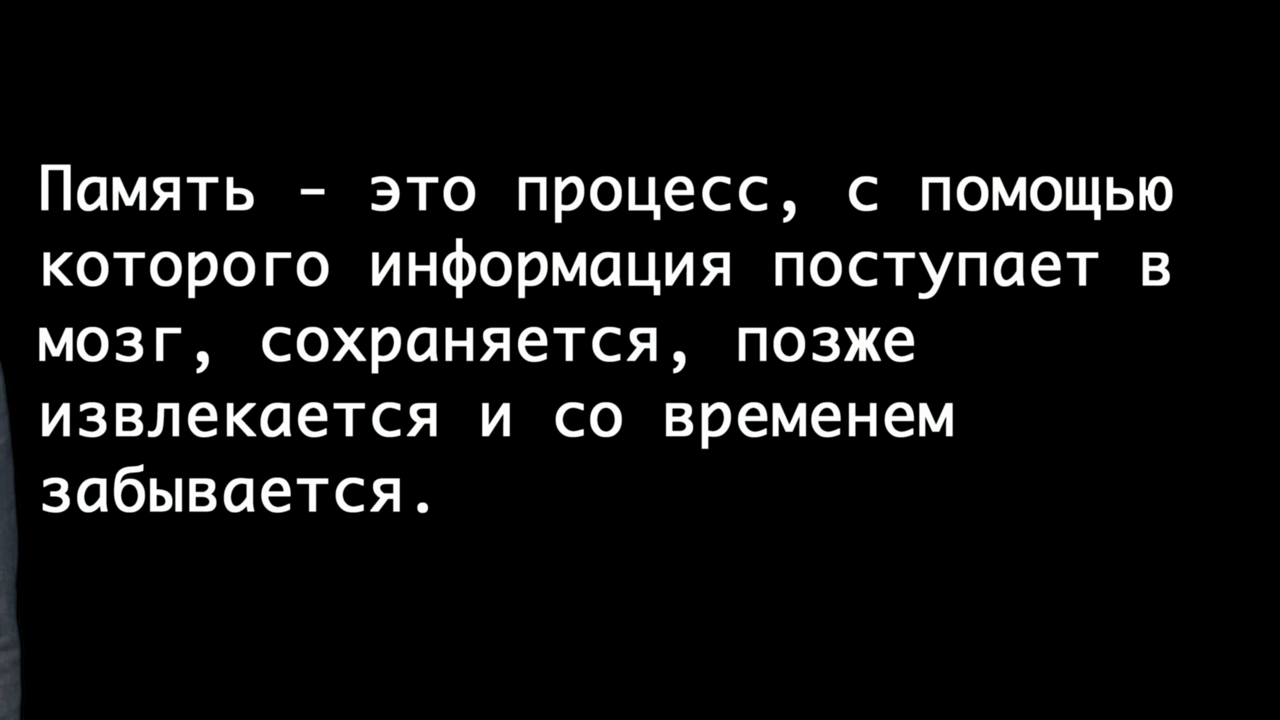 Память - это процесс, с помощью
которого информация поступает в
мозг, сохраняется, позже
извлекается и со временем
забывается.